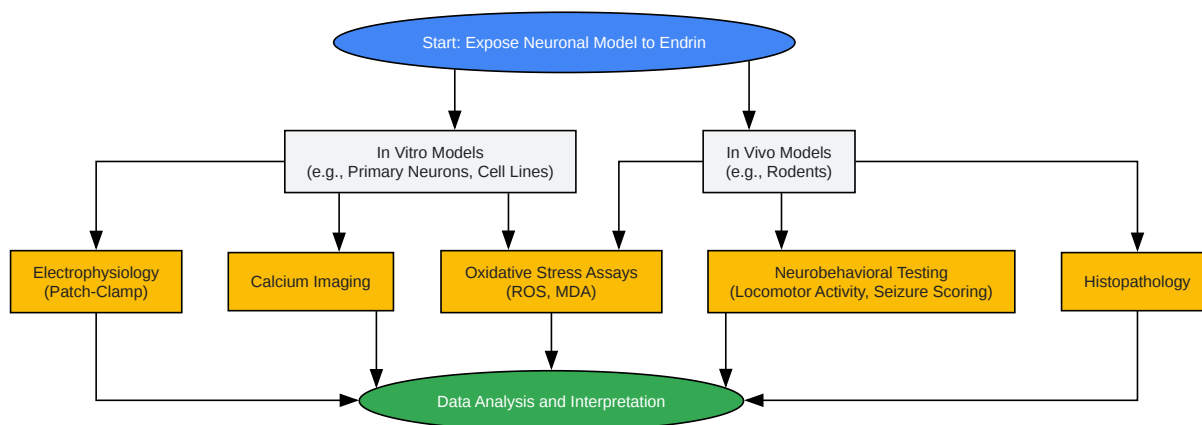 Start: Expose Neuronal Model to Endrin
In Vitro Models
(e.g., Primary Neurons, Cell Lines)
In Vivo Models
(e.g., Rodents)
Electrophysiology
(Patch-Clamp)
Calcium Imaging
Oxidative Stress Assays
(ROS, MDA)
Neurobehavioral Testing
(Locomotor Activity, Seizure Scoring)
Histopathology
Data Analysis and Interpretation